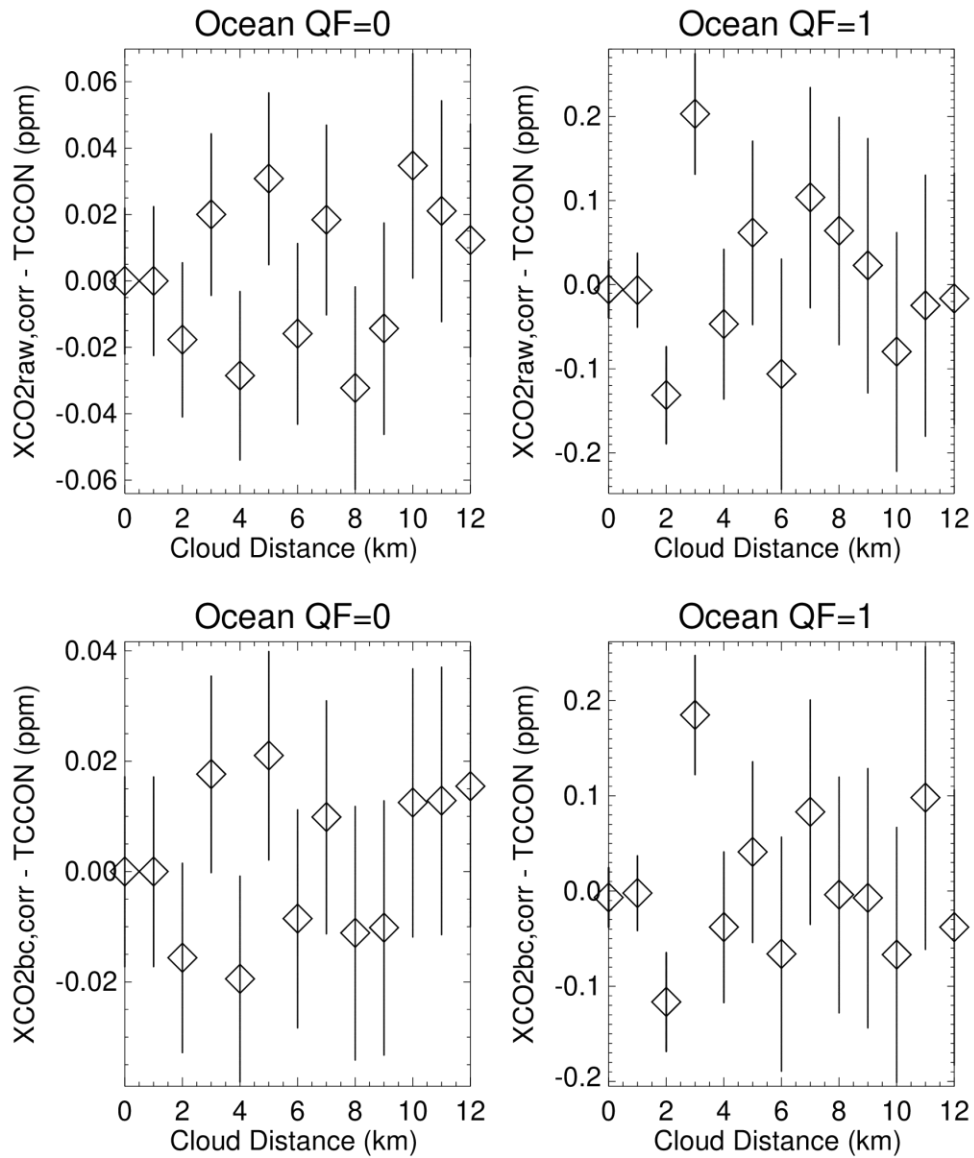 Ocean QF=0
XCO2raw,corr - TCCON (ppm)
0.06
0.04
0.02
0.00
-0.02
-0.04
-0.06
0 2 4 6 8 10 12
Cloud Distance (km)
Ocean QF=1
XCO2raw,corr - TCCON (ppm)
0.2
0.1
0.0
-0.1
-0.2
0 2 4 6 8 10 12
Cloud Distance (km)
Ocean QF=0
XCO2bc,corr - TCCON (ppm)
0.04
0.02
0.00
-0.02
0 2 4 6 8 10 12
Cloud Distance (km)
Ocean QF=1
XCO2bc,corr - TCCON (ppm)
0.2
0.1
0.0
-0.1
-0.2
0 2 4 6 8 10 12
Cloud Distance (km)